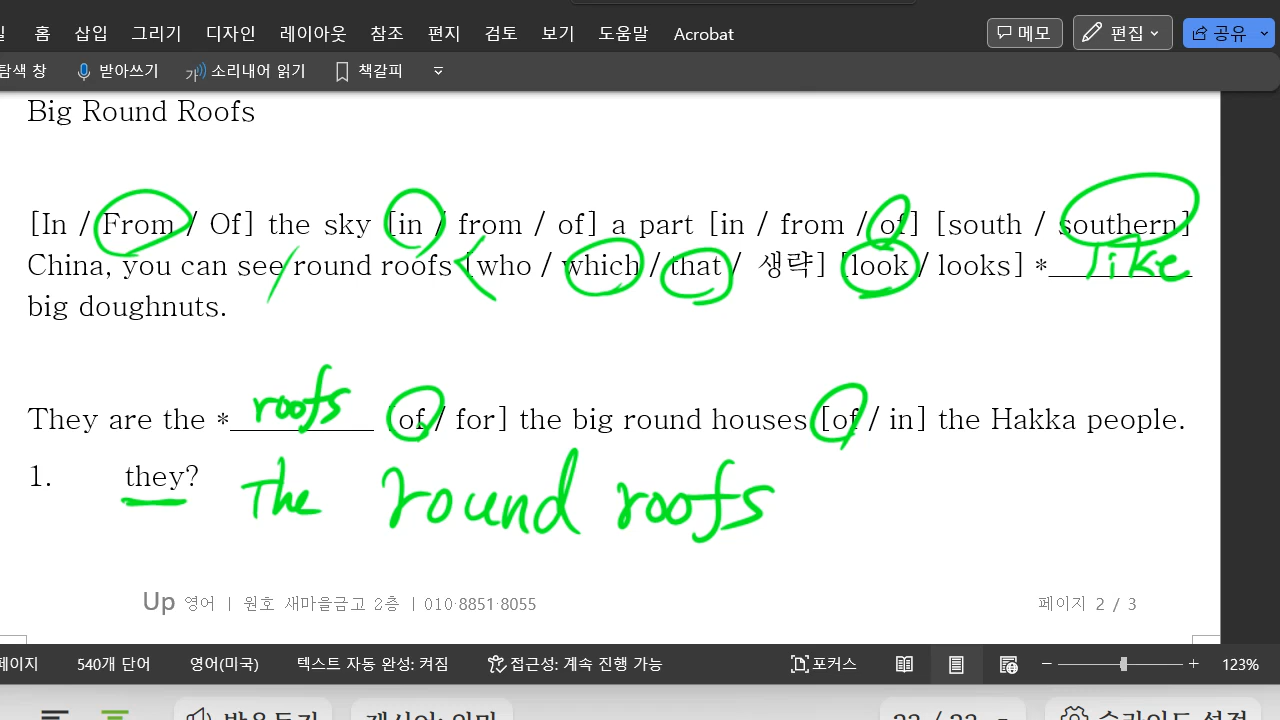 홈 삽입 그리기 디자인 레이아웃 참조 편지 검토 보기 도움말 Acrobat 메모 편집 공유
탐색 창 받아쓰기 소리내어 읽기 책갈피
Big Round Roofs
[In / From / Of] the sky [in / from / of] a part [in / from / of] [south / southern]
China, you can see / round roofs < [who / which / that / 생략] [look / looks] * like
big doughnuts.
They are the * roofs [of / for] the big round houses [of / in] the Hakka people.
1. they? The round roofs
Up 영어 | 원호 새마을금고 2층 | 010-8851-8055 페이지 2 / 3
페이지 540개 단어 영어(미국) 텍스트 자동 완성: 켜짐 접근성: 계속 진행 가능 포커스 123%